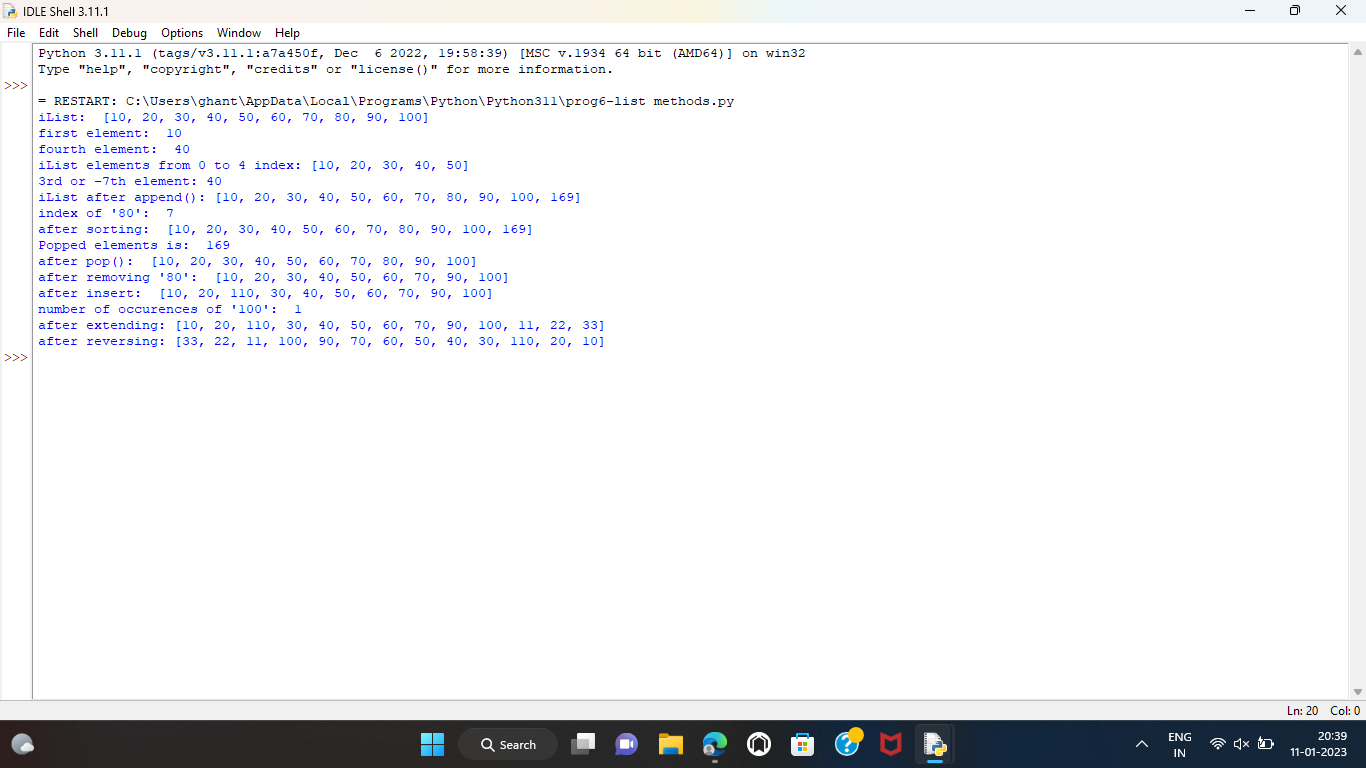 IDLE Shell 3.11.1
File Edit Shell Debug Options Window Help
Python 3.11.1 (tags/v3.11.1:a7a450f, Dec  6 2022, 19:58:39) [MSC v.1934 64 bit (AMD64)] on win32
Type "help", "copyright", "credits" or "license()" for more information.
>>>
= RESTART: C:\Users\ghant\AppData\Local\Programs\Python\Python311\prog6-list methods.py
iList:  [10, 20, 30, 40, 50, 60, 70, 80, 90, 100]
first element:  10
fourth element:  40
iList elements from 0 to 4 index: [10, 20, 30, 40, 50]
3rd or -7th element: 40
iList after append(): [10, 20, 30, 40, 50, 60, 70, 80, 90, 100, 169]
index of '80':  7
after sorting:  [10, 20, 30, 40, 50, 60, 70, 80, 90, 100, 169]
Popped elements is:  169
after pop():  [10, 20, 30, 40, 50, 60, 70, 80, 90, 100]
after removing '80':  [10, 20, 30, 40, 50, 60, 70, 90, 100]
after insert:  [10, 20, 110, 30, 40, 50, 60, 70, 90, 100]
number of occurences of '100':  1
after extending: [10, 20, 110, 30, 40, 50, 60, 70, 90, 100, 11, 22, 33]
after reversing: [33, 22, 11, 100, 90, 70, 60, 50, 40, 30, 110, 20, 10]
>>>
Ln: 20 Col: 0
Search
ENG
IN
20:39
11-01-2023